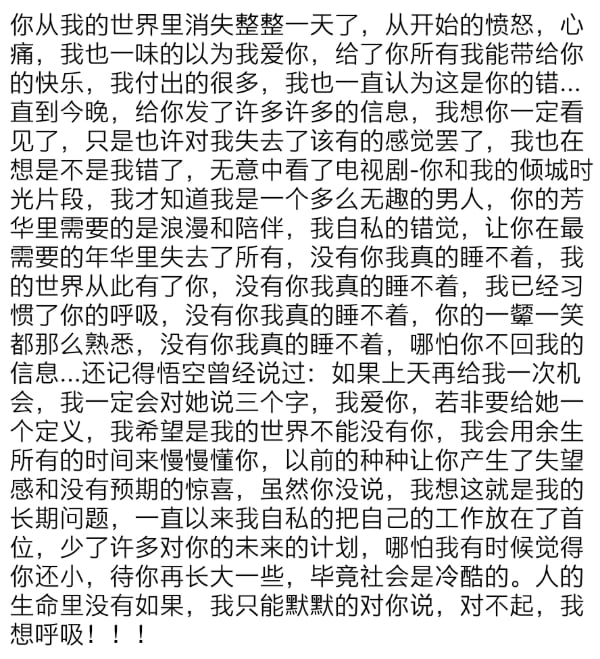 你从我的世界里消失整整一天了，从开始的愤怒，心
痛，我也一味的以为我爱你，给了你所有我能带给你
的快乐，我付出的很多，我也一直认为这是你的错...
直到今晚，给你发了许多许多的信息，我想你一定看
见了，只是也许对我失去了该有的感觉罢了，我也在
想是不是我错了，无意中看了电视剧-你和我的倾城时
光片段，我才知道我是一个多么无趣的男人，你的芳
华里需要的是浪漫和陪伴，我自私的错觉，让你在最
需要的年华里失去了所有，没有你我真的睡不着，我
的世界从此有了你，没有你我真的睡不着，我已经习
惯了你的呼吸，没有你我真的睡不着，你的一颦一笑
都那么熟悉，没有你我真的睡不着，哪怕你不回我的
信息...还记得悟空曾经说过：如果上天再给我一次机
会，我一定会对她说三个字，我爱你，若非要给她一
个定义，我希望是我的世界不能没有你，我会用余生
所有的时间来慢慢懂你，以前的种种让你产生了失望
感和没有预期的惊喜，虽然你没说，我想这就是我的
长期问题，一直以来我自私的把自己的工作放在了首
位，少了许多对你的未来的计划，哪怕我有时候觉得
你还小，待你再长大一些，毕竟社会是冷酷的。人的
生命里没有如果，我只能默默的对你说，对不起，我
想呼吸！！！